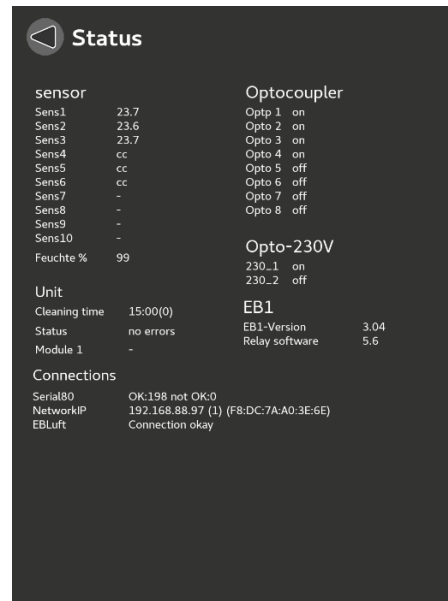 Status
sensor
Sens1 23.7
Sens2 23.6
Sens3 23.7
Sens4 cc
Sens5 cc
Sens6 cc
Sens7 -
Sens8 -
Sens9 -
Sens10 -
Feuchte % 99
Optocoupler
Optp 1 on
Opto 2 on
Opto 3 on
Opto 4 on
Opto 5 off
Opto 6 off
Opto 7 off
Opto 8 off
Opto-230V
230_1 on
230_2 off
Unit
Cleaning time 15:00(0)
Status no errors
Module 1 -
EB1
EB1-Version 3.04
Relay software 5.6
Connections
Serial80 OK:198 not OK:0
NetworkIP 192.168.88.97 (1) (F8:DC:7A:A0:3E:6E)
EBLuft Connection okay